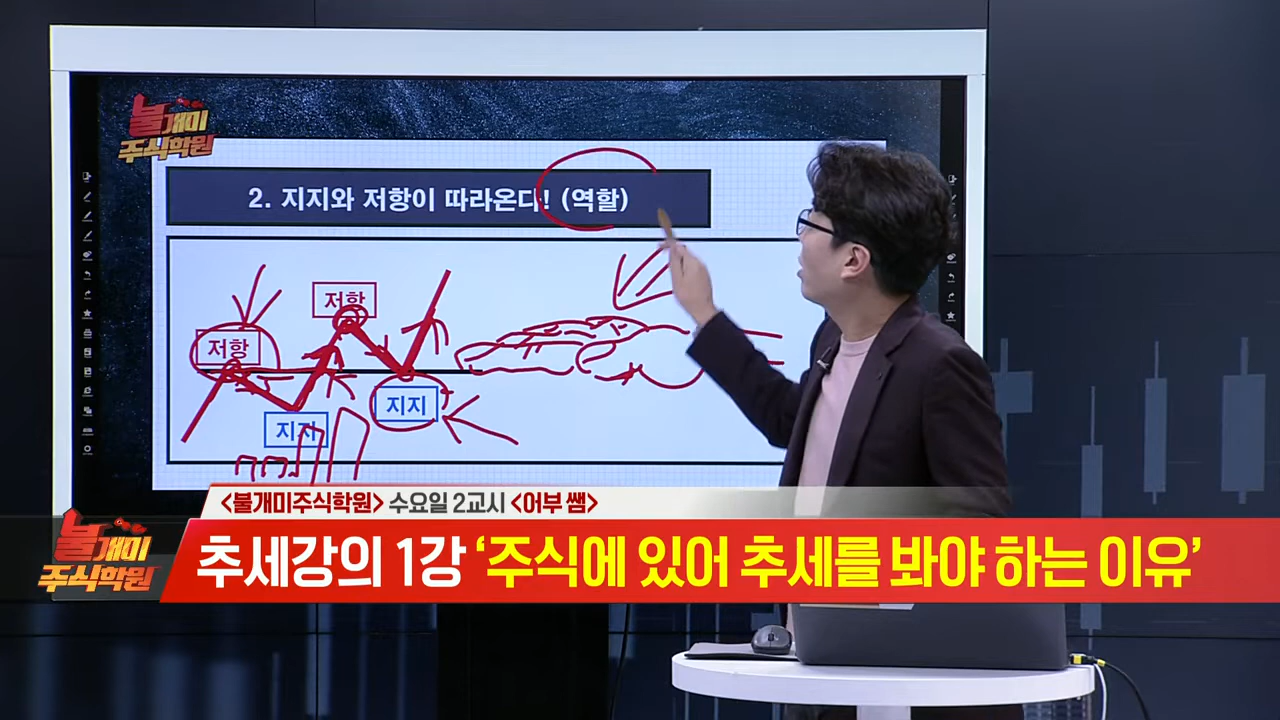 불개미
주식학원
2. 지지와 저항이 따라온다! (역할)
저항
저항
지지
지지
<불개미주식학원> 수요일 2교시 <어부 쌤>
불개미
주식학원
추세강의 1강 ‘주식에 있어 추세를 봐야 하는 이유’